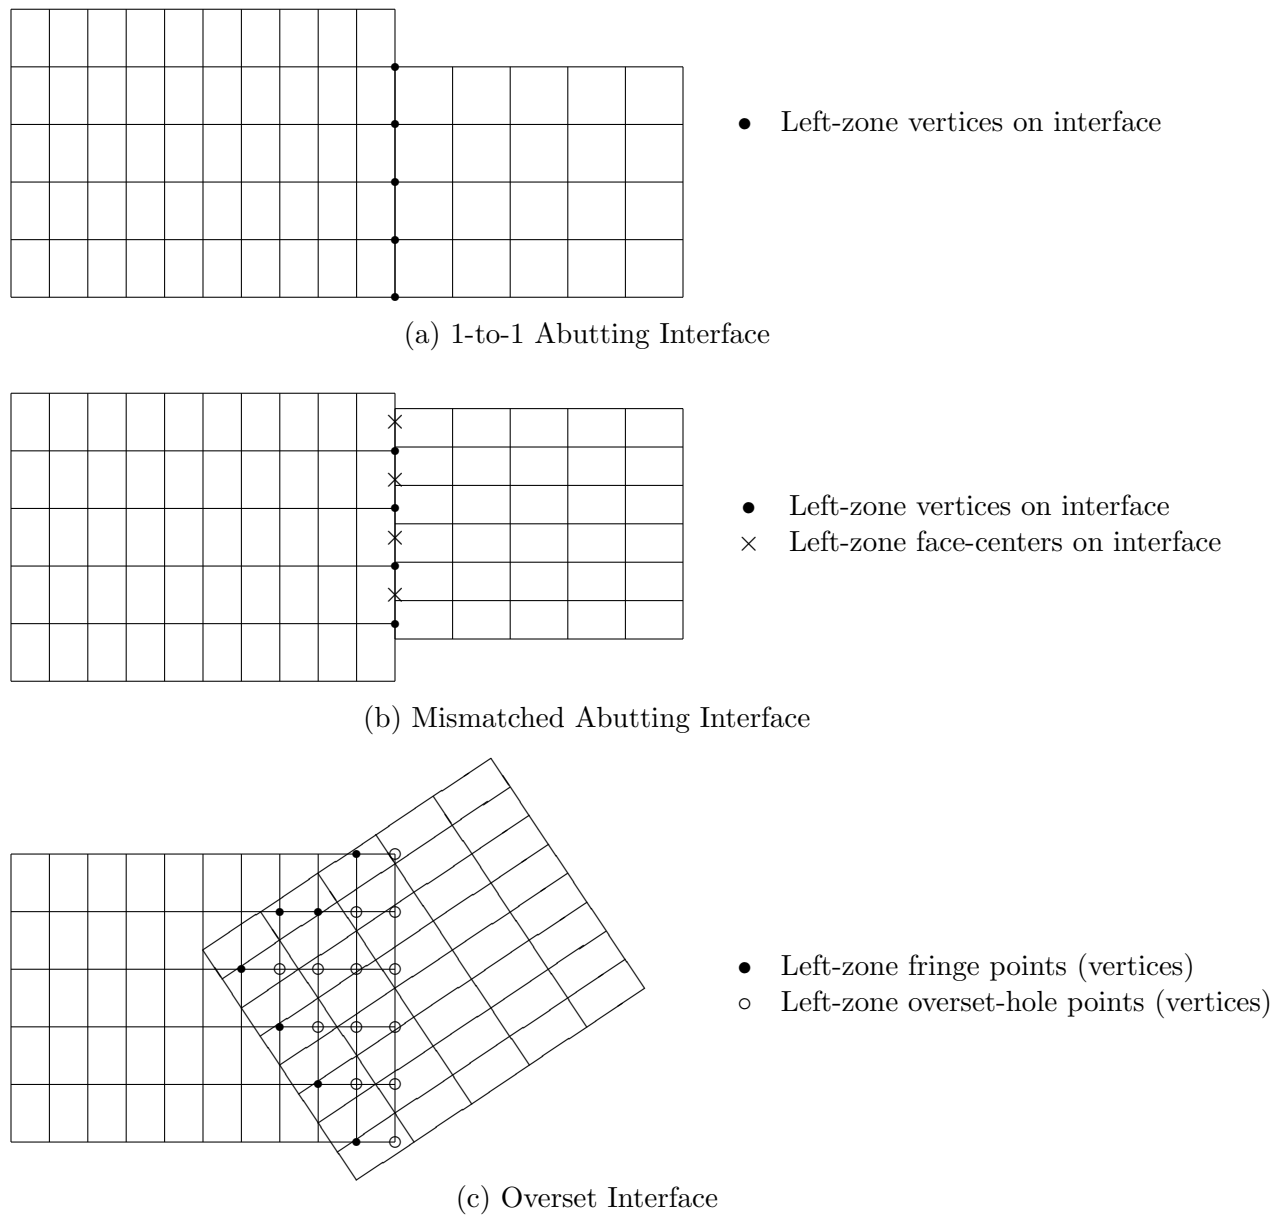 • Left-zone vertices on interface
(a) 1-to-1 Abutting Interface
• Left-zone vertices on interface
× Left-zone face-centers on interface
(b) Mismatched Abutting Interface
• Left-zone fringe points (vertices)
○ Left-zone overset-hole points (vertices)
(c) Overset Interface